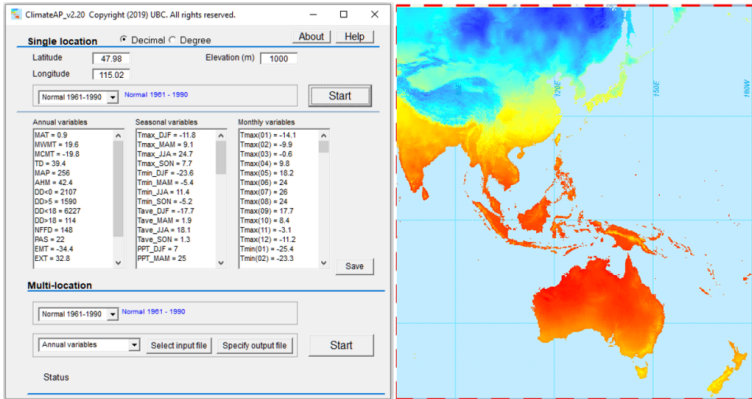 ClimateAP_v2.20 Copyright (2019) UBC. All rights reserved.
Single location
Decimal
Degree
About
Help
Latitude
47.98
Elevation (m)
1000
Longitude
115.02
Normal 1961-1990
Normal 1961 - 1990
Start
Annual variables
MAT = 0.9
MWMT = 19.6
MCMT = -19.8
TD = 39.4
MAP = 256
AHM = 42.4
DD<0 = 2107
DD>5 = 1590
DD<18 = 6227
DD>18 = 114
NFFD = 148
PAS = 22
EMT = -34.4
EXT = 32.8
Seasonal variables
Tmax_DJF = -11.8
Tmax_MAM = 9.1
Tmax_JJA = 24.7
Tmax_SON = 7.7
Tmin_DJF = -23.6
Tmin_MAM = -5.4
Tmin_JJA = 11.4
Tmin_SON = -5.2
Tave_DJF = -17.7
Tave_MAM = 1.9
Tave_JJA = 18.1
Tave_SON = 1.3
PPT_DJF = 7
PPT_MAM = 25
Monthly variables
Tmax(01) = -14.1
Tmax(02) = -9.9
Tmax(03) = -0.6
Tmax(04) = 9.8
Tmax(05) = 18.2
Tmax(06) = 24
Tmax(07) = 26
Tmax(08) = 24
Tmax(09) = 17.7
Tmax(10) = 8.4
Tmax(11) = -3.1
Tmax(12) = -11.2
Tmin(01) = -25.4
Tmin(02) = -23.3
Save
Multi-location
Normal 1961-1990
Normal 1961 - 1990
Annual variables
Select input file
Specify output file
Start
Status
120E
150E